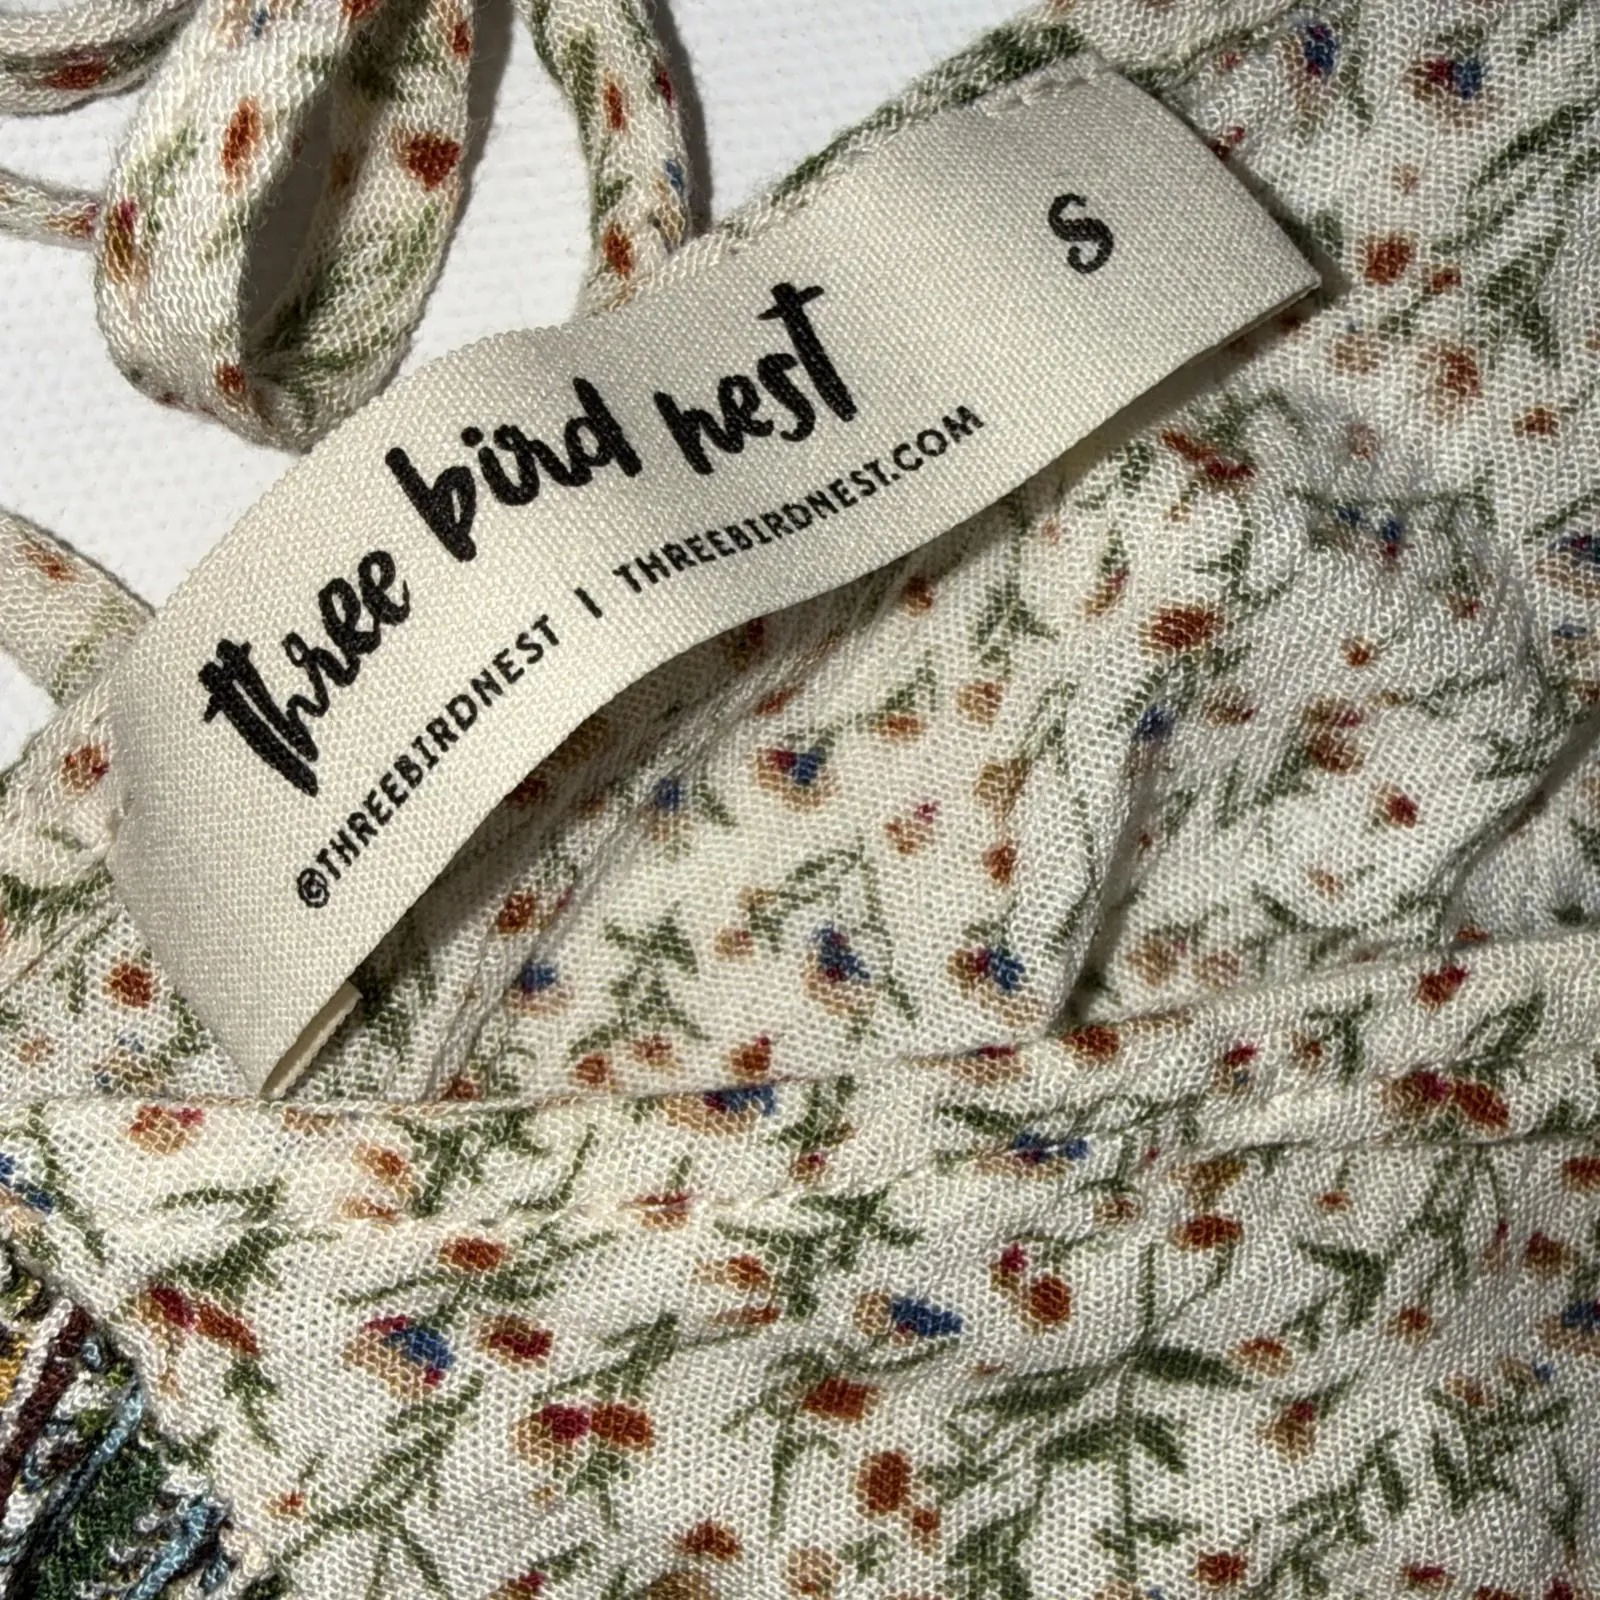 three bird nest
S
@THREEBIRDNEST | THREEBIRDNEST.COM